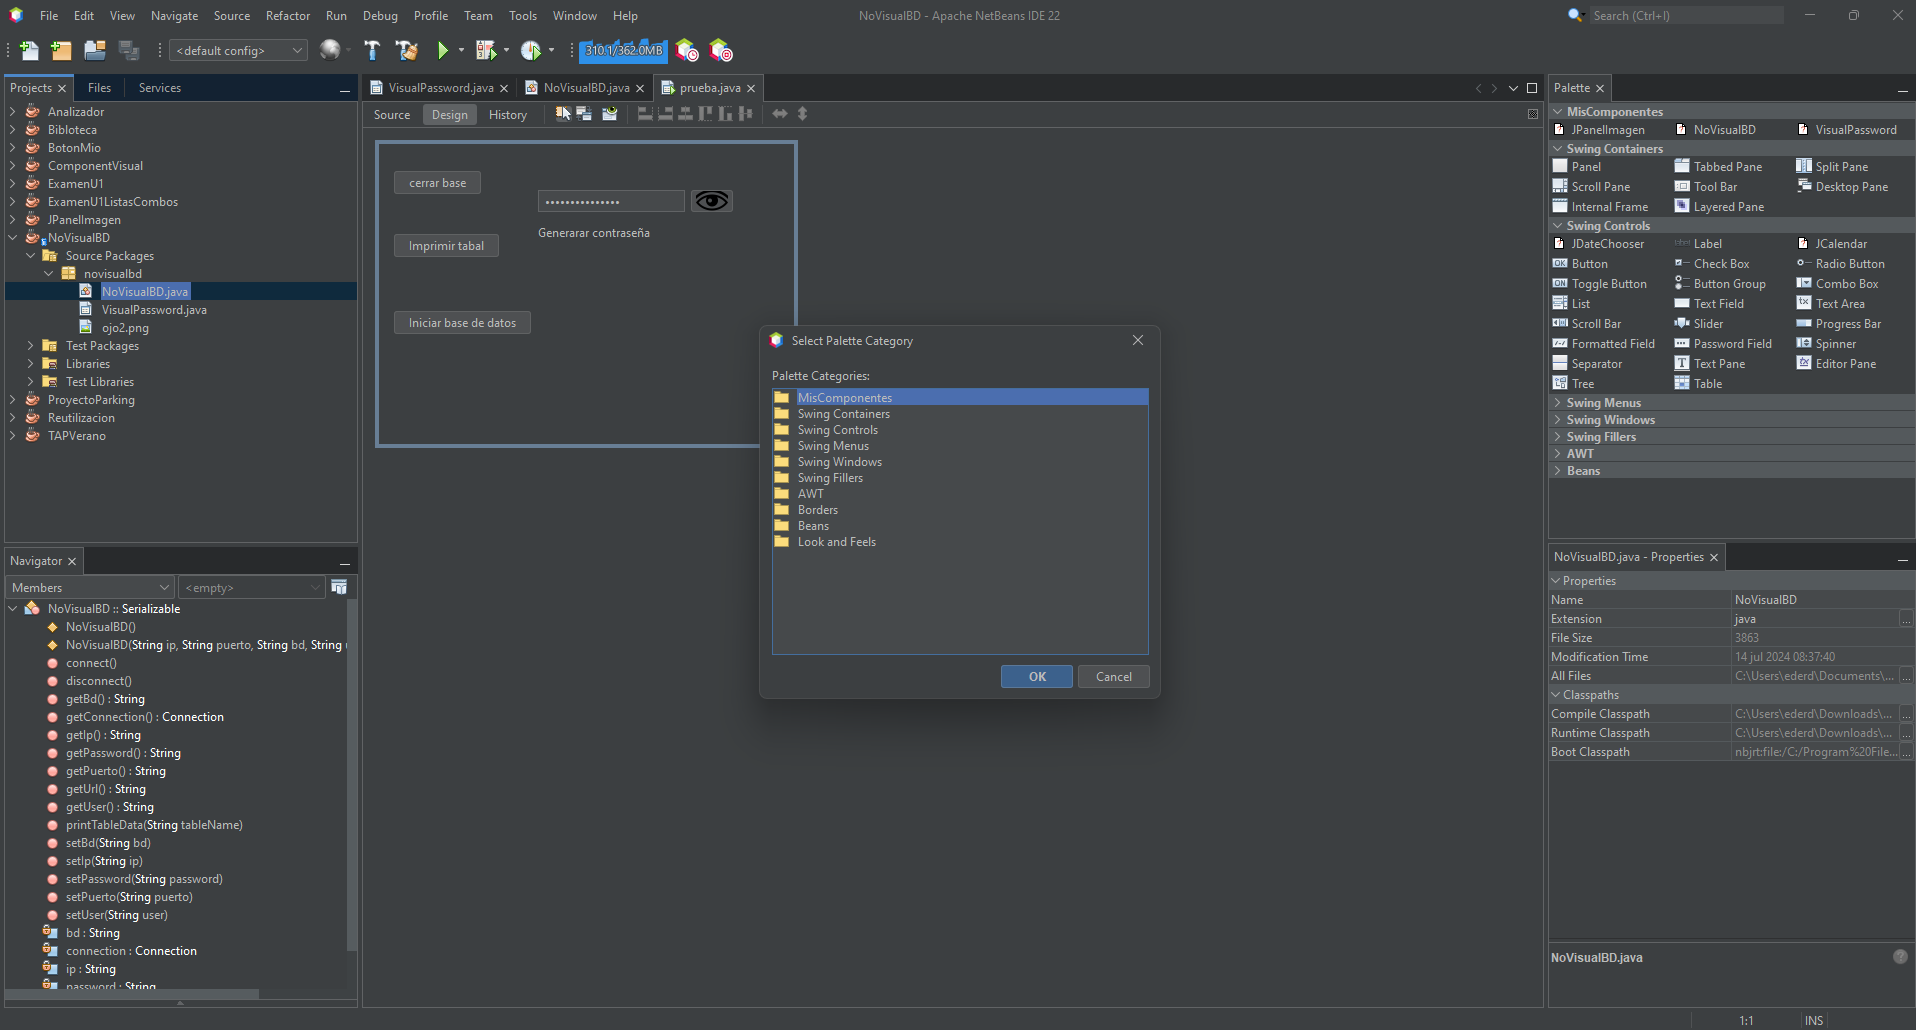 File Edit View Navigate Source Refactor Run Debug Profile Team Tools Window Help NoVisualBD - Apache NetBeans IDE 22 Search (Ctrl+I)
<default config> 310.1/362.0MB
Projects Files Services
Analizador
Bibloteca
BotonMio
ComponentVisual
ExamenU1
ExamenU1ListasCombos
JPanelImagen
NoVisualBD
Source Packages
novisualbd
NoVisualBD.java
VisualPassword.java
ojo2.png
Test Packages
Libraries
Test Libraries
ProyectoParking
Reutilizacion
TAPVerano
Navigator
Members <empty>
NoVisualBD :: Serializable
NoVisualBD()
NoVisualBD(String ip, String puerto, String bd, String
connect()
disconnect()
getBd() : String
getConnection() : Connection
getIp() : String
getPassword() : String
getPuerto() : String
getUrl() : String
getUser() : String
printTableData(String tableName)
setBd(String bd)
setIp(String ip)
setPassword(String password)
setPuerto(String puerto)
setUser(String user)
bd : String
connection : Connection
ip : String
password : String
VisualPassword.java NoVisualBD.java prueba.java
Source Design History
cerrar base
Generarar contraseña
Imprimir tabal
Iniciar base de datos
Select Palette Category
Palette Categories:
MisComponentes
Swing Containers
Swing Controls
Swing Menus
Swing Windows
Swing Fillers
AWT
Borders
Beans
Look and Feels
OK Cancel
Palette
MisComponentes
JPanelImagen NoVisualBD VisualPassword
Swing Containers
Panel Tabbed Pane Split Pane
Scroll Pane Tool Bar Desktop Pane
Internal Frame Layered Pane
Swing Controls
JDateChooser Label JCalendar
Button Check Box Radio Button
Toggle Button Button Group Combo Box
List Text Field Text Area
Scroll Bar Slider Progress Bar
Formatted Field Password Field Spinner
Separator Text Pane Editor Pane
Tree Table
Swing Menus
Swing Windows
Swing Fillers
AWT
Beans
NoVisualBD.java - Properties
Properties
Name NoVisualBD
Extension java ...
File Size 3863
Modification Time 14 jul 2024 08:37:40
All Files C:\Users\ederd\Documents\... ...
Classpaths
Compile Classpath C:\Users\ederd\Downloads\... ...
Runtime Classpath C:\Users\ederd\Downloads\... ...
Boot Classpath nbjrt:file:/C:/Program%20File... ...
NoVisualBD.java
1:1 INS